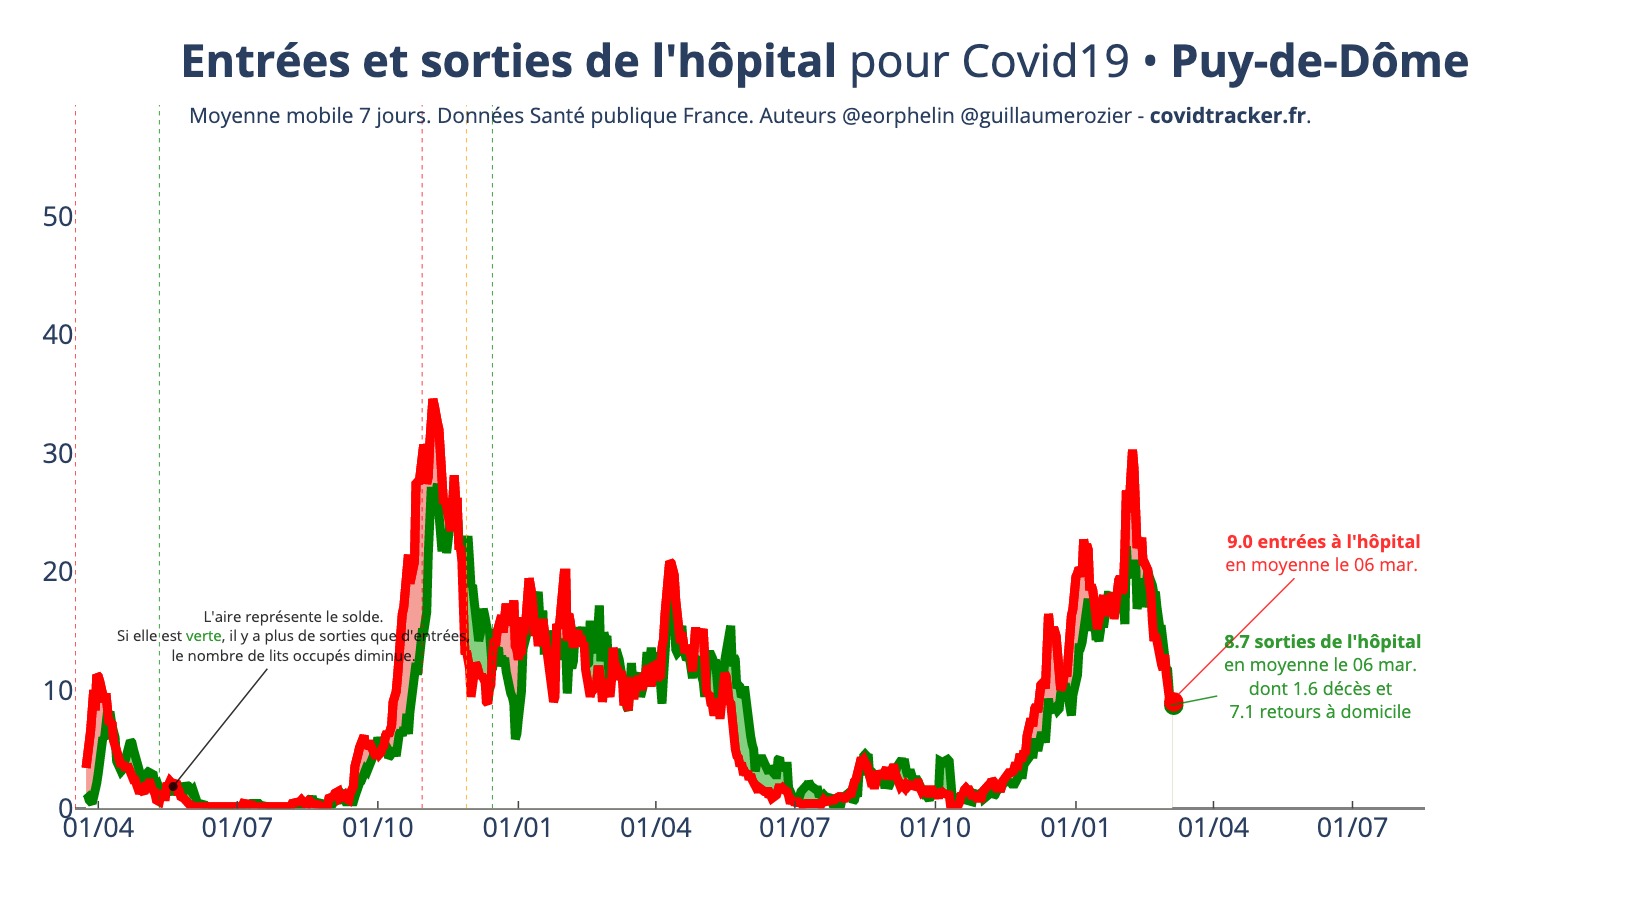 Entrées et sorties de l'hôpital pour Covid19 • Puy-de-Dôme
Moyenne mobile 7 jours. Données Santé publique France. Auteurs @eorphelin @guillaumerozier - covidtracker.fr.
50
40
30
20
10
0
L'aire représente le solde.
Si elle est verte, il y a plus de sorties que d'entrées,
le nombre de lits occupés diminue.
9.0 entrées à l'hôpital
en moyenne le 06 mar.
8.7 sorties de l'hôpital
en moyenne le 06 mar.
dont 1.6 décès et
7.1 retours à domicile
01/04 01/07 01/10 01/01 01/04 01/07 01/10 01/01 01/04 01/07